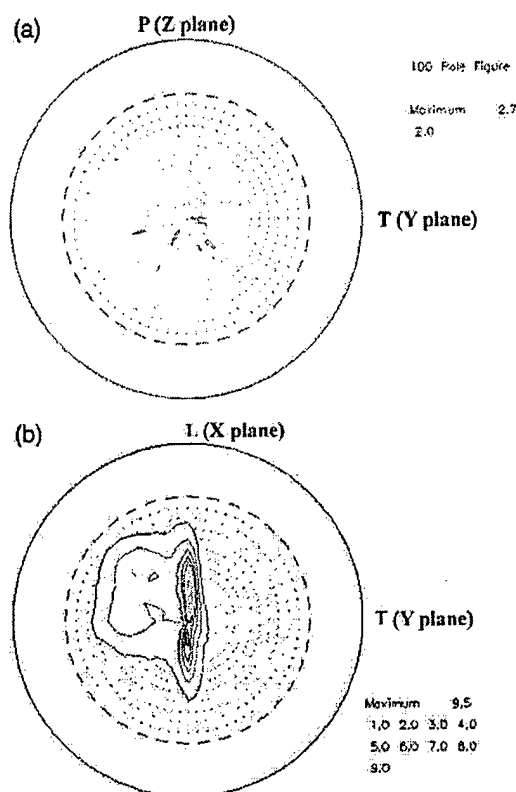 (a)
P (Z plane)
100 Pole Figure
Maximum 2.7
2.0
T (Y plane)
(b)
L (X plane)
T (Y plane)
Maximum 9.5
1.0 2.0 3.0 4.0
5.0 6.0 7.0 8.0
9.0